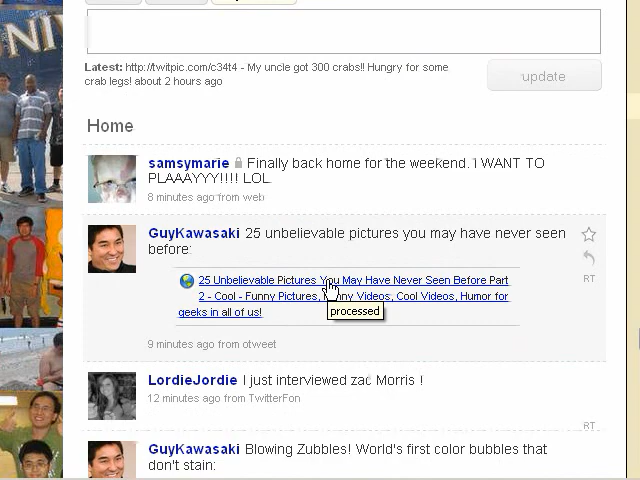 Latest: http://twitpic.com/c34t4 - My uncle got 300 crabs!! Hungry for some
crab legs! about 2 hours ago
update
Home
samsymarie Finally back home for the weekend. I WANT TO
PLAAAYYY!!!! LOL.
8 minutes ago from web
GuyKawasaki 25 unbelievable pictures you may have never seen
before:
25 Unbelievable Pictures You May Have Never Seen Before Part
2 - Cool - Funny Pictures, Funny Videos, Cool Videos, Humor for
geeks in all of us!
processed
RT
9 minutes ago from otweet
LordieJordie I just interviewed zac Morris !
12 minutes ago from TwitterFon
RT
GuyKawasaki Blowing Zubbles! World's first color bubbles that
don't stain: